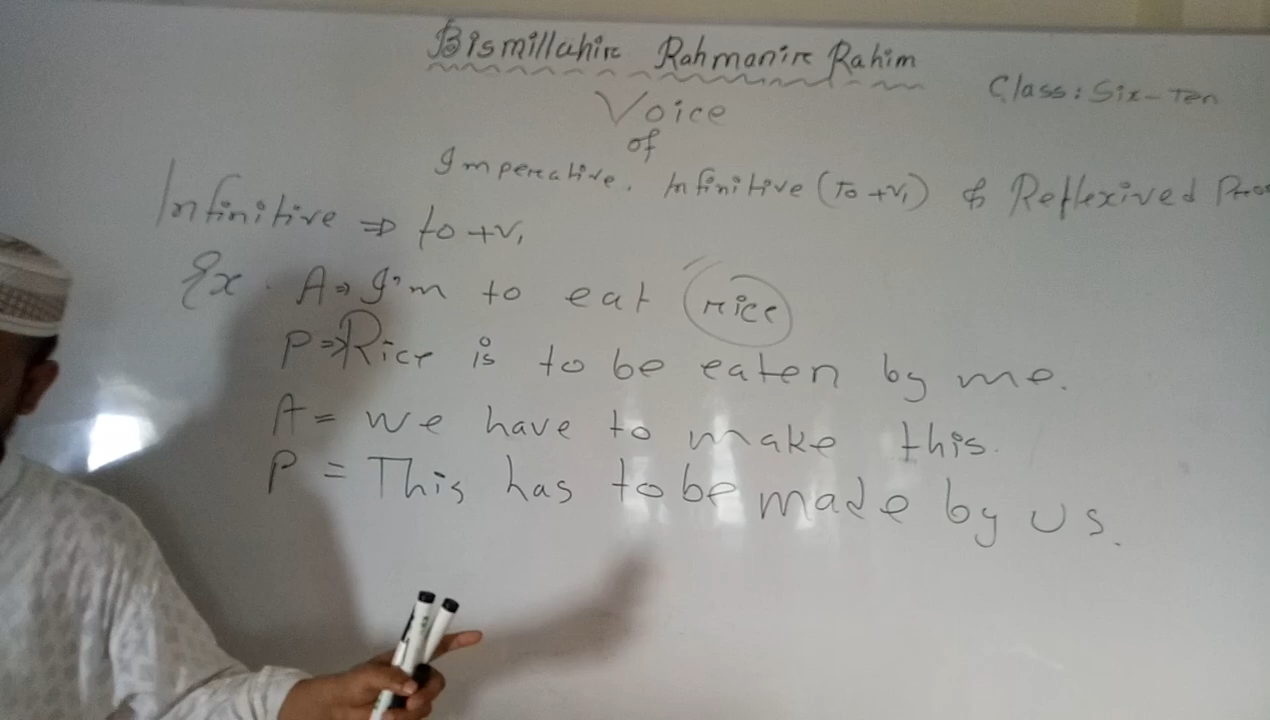 Bismillahir Rahmanir Rahim
Class: Six-Ten
Voice
of
Imperative, Infinitive (To +V₁) & Reflexived
Infinitive ⇒ to +V₁
Ex. A⇒ I'm to eat rice
P⇒Rice is to be eaten by me.
A = we have to make this.
P = This has to be made by us.